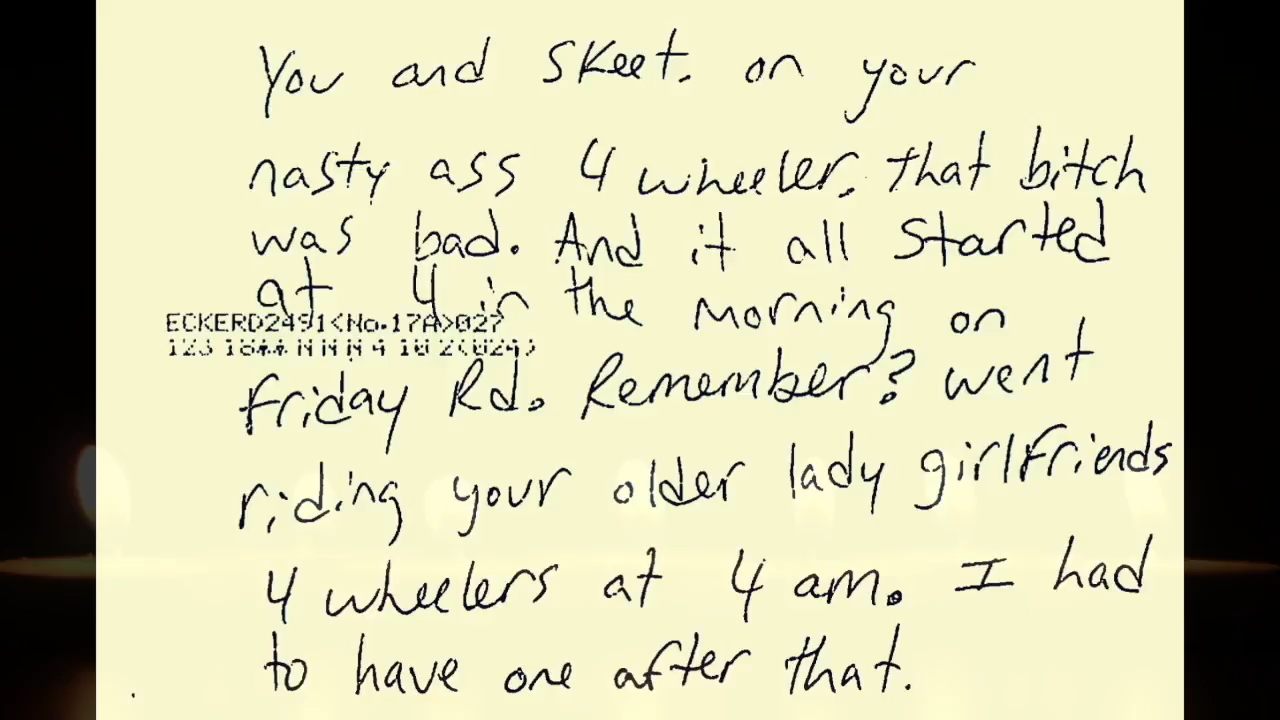 You and Skeet. on your
nasty ass 4 wheeler. that bitch
was bad. And it all started
at 4 in the morning on
ECKERD2491<No.17A>027
Friday Rd. Remember? went
riding your older lady girlfriends
4 wheelers at 4 am. I had
to have one after that.